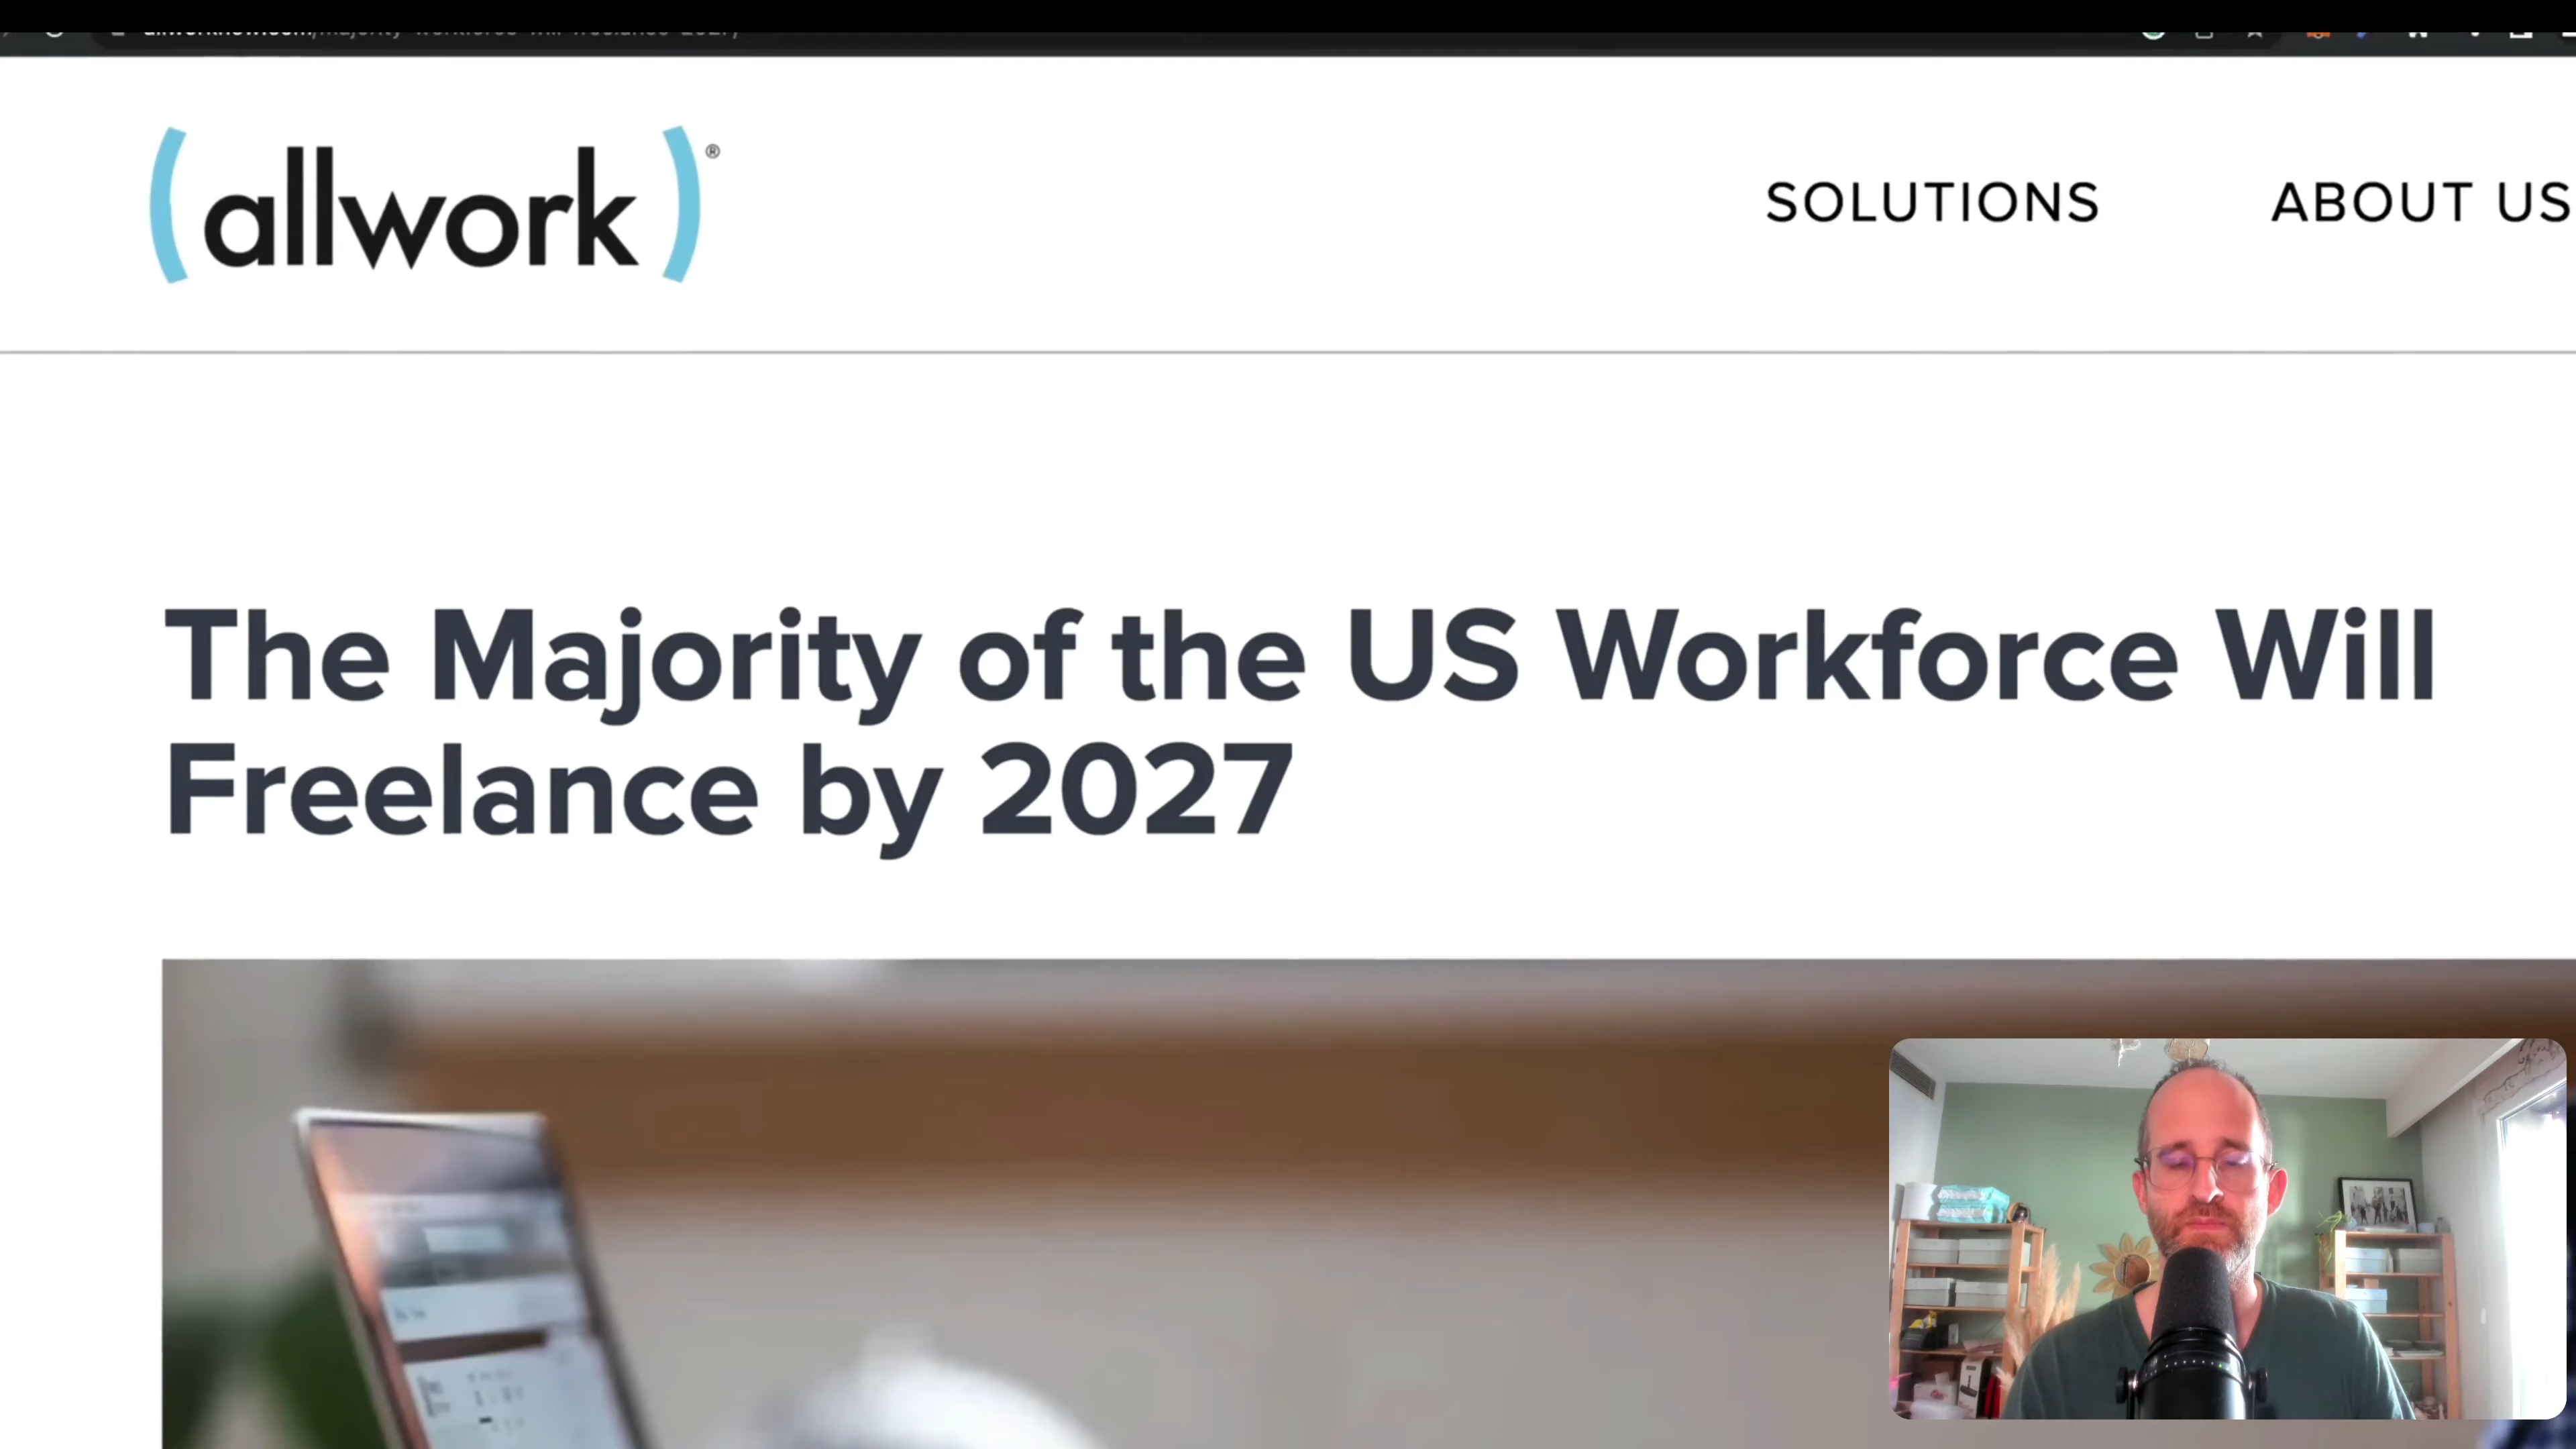 (allwork)®
SOLUTIONS
ABOUT US
The Majority of the US Workforce Will
Freelance by 2027